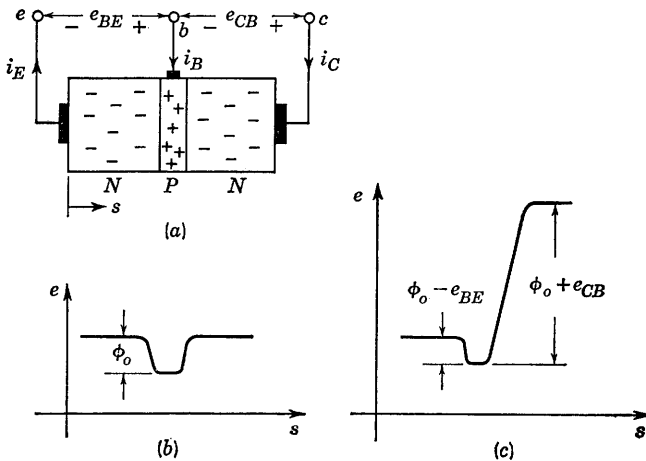 e − e_BE + b − e_CB + c
i_E i_B i_C
N P N
s
(a)
e
ϕ_o
s
(b)
e
ϕ_o − e_BE
ϕ_o + e_CB
s
(c)